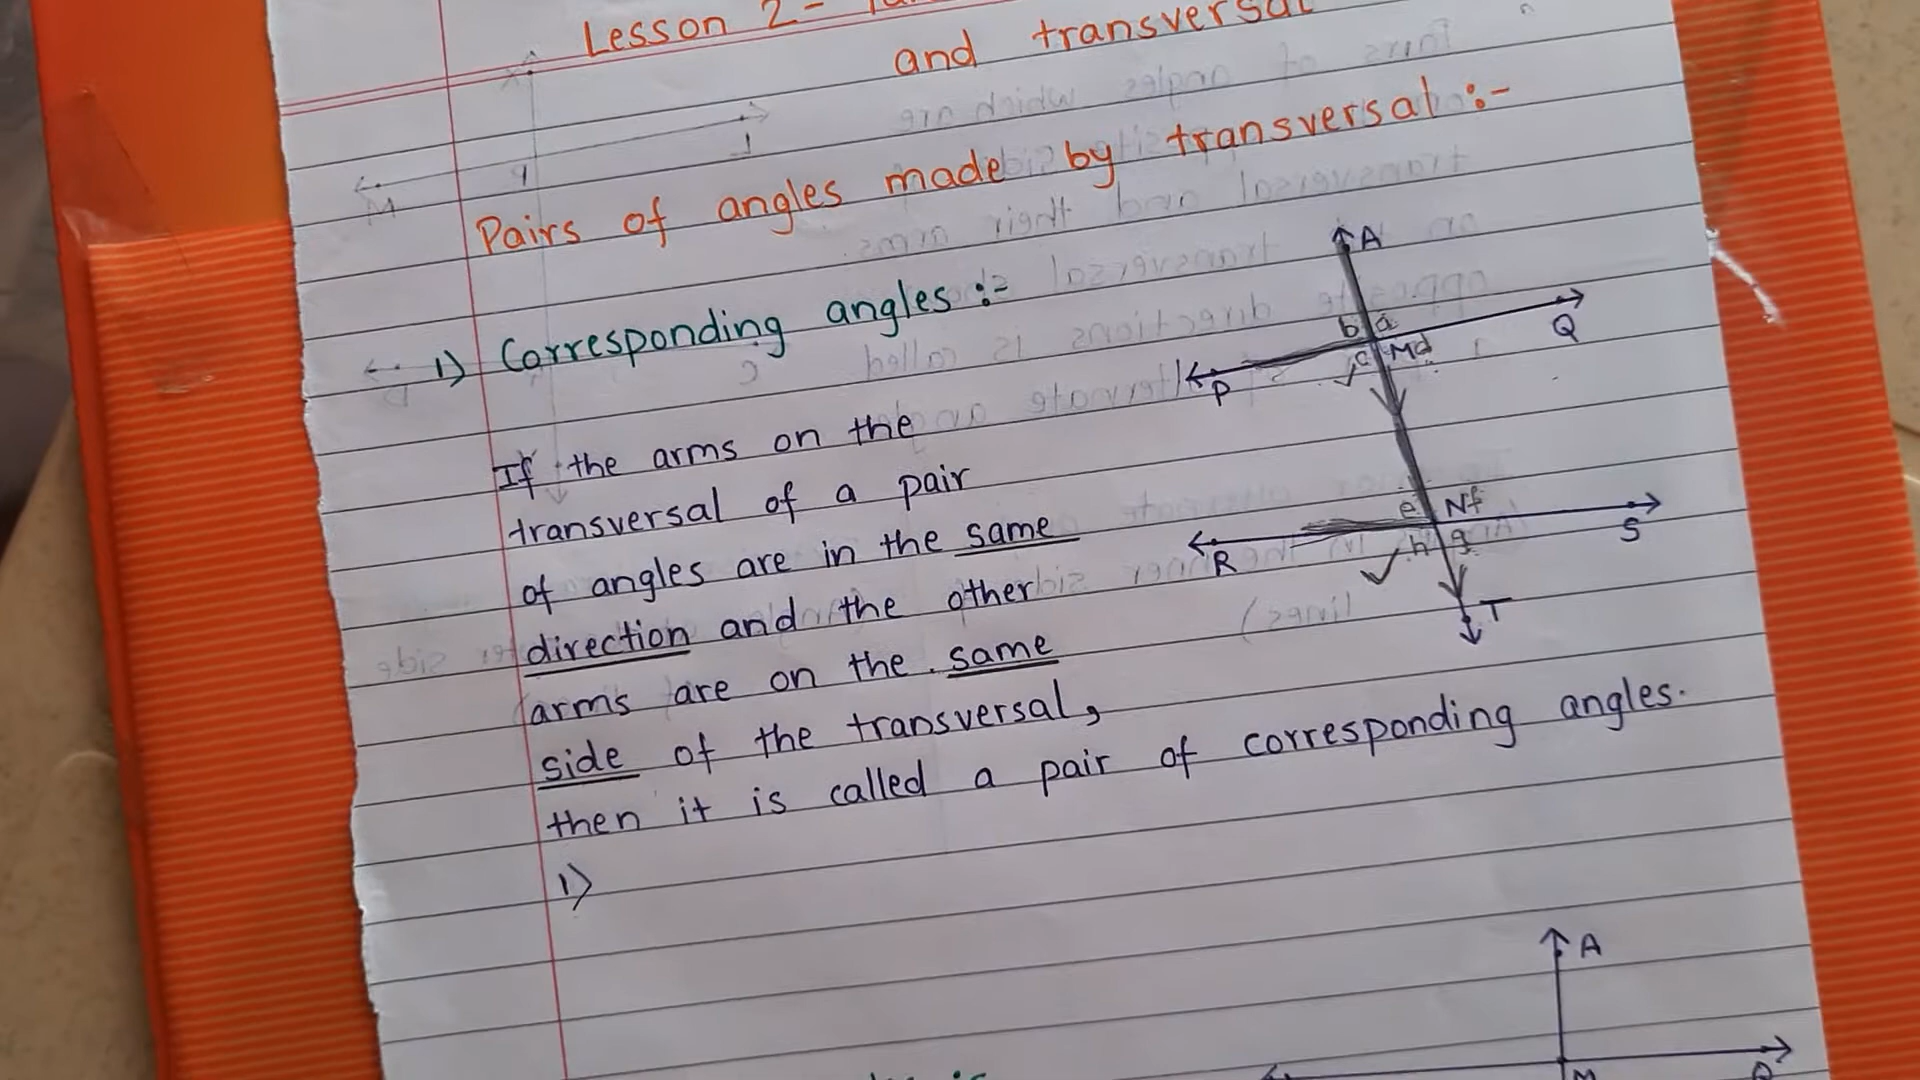 Lesson 2 -
and transversal
Pairs of angles made by transversal :-
1) Corresponding angles :-
If the arms on the
transversal of a pair
of angles are in the same
direction and the other
arms are on the same
side of the transversal,
then it is called a pair of corresponding angles.
1)
A
b a
Q
c M d
P
e N f
S
R
h g
T
A
M